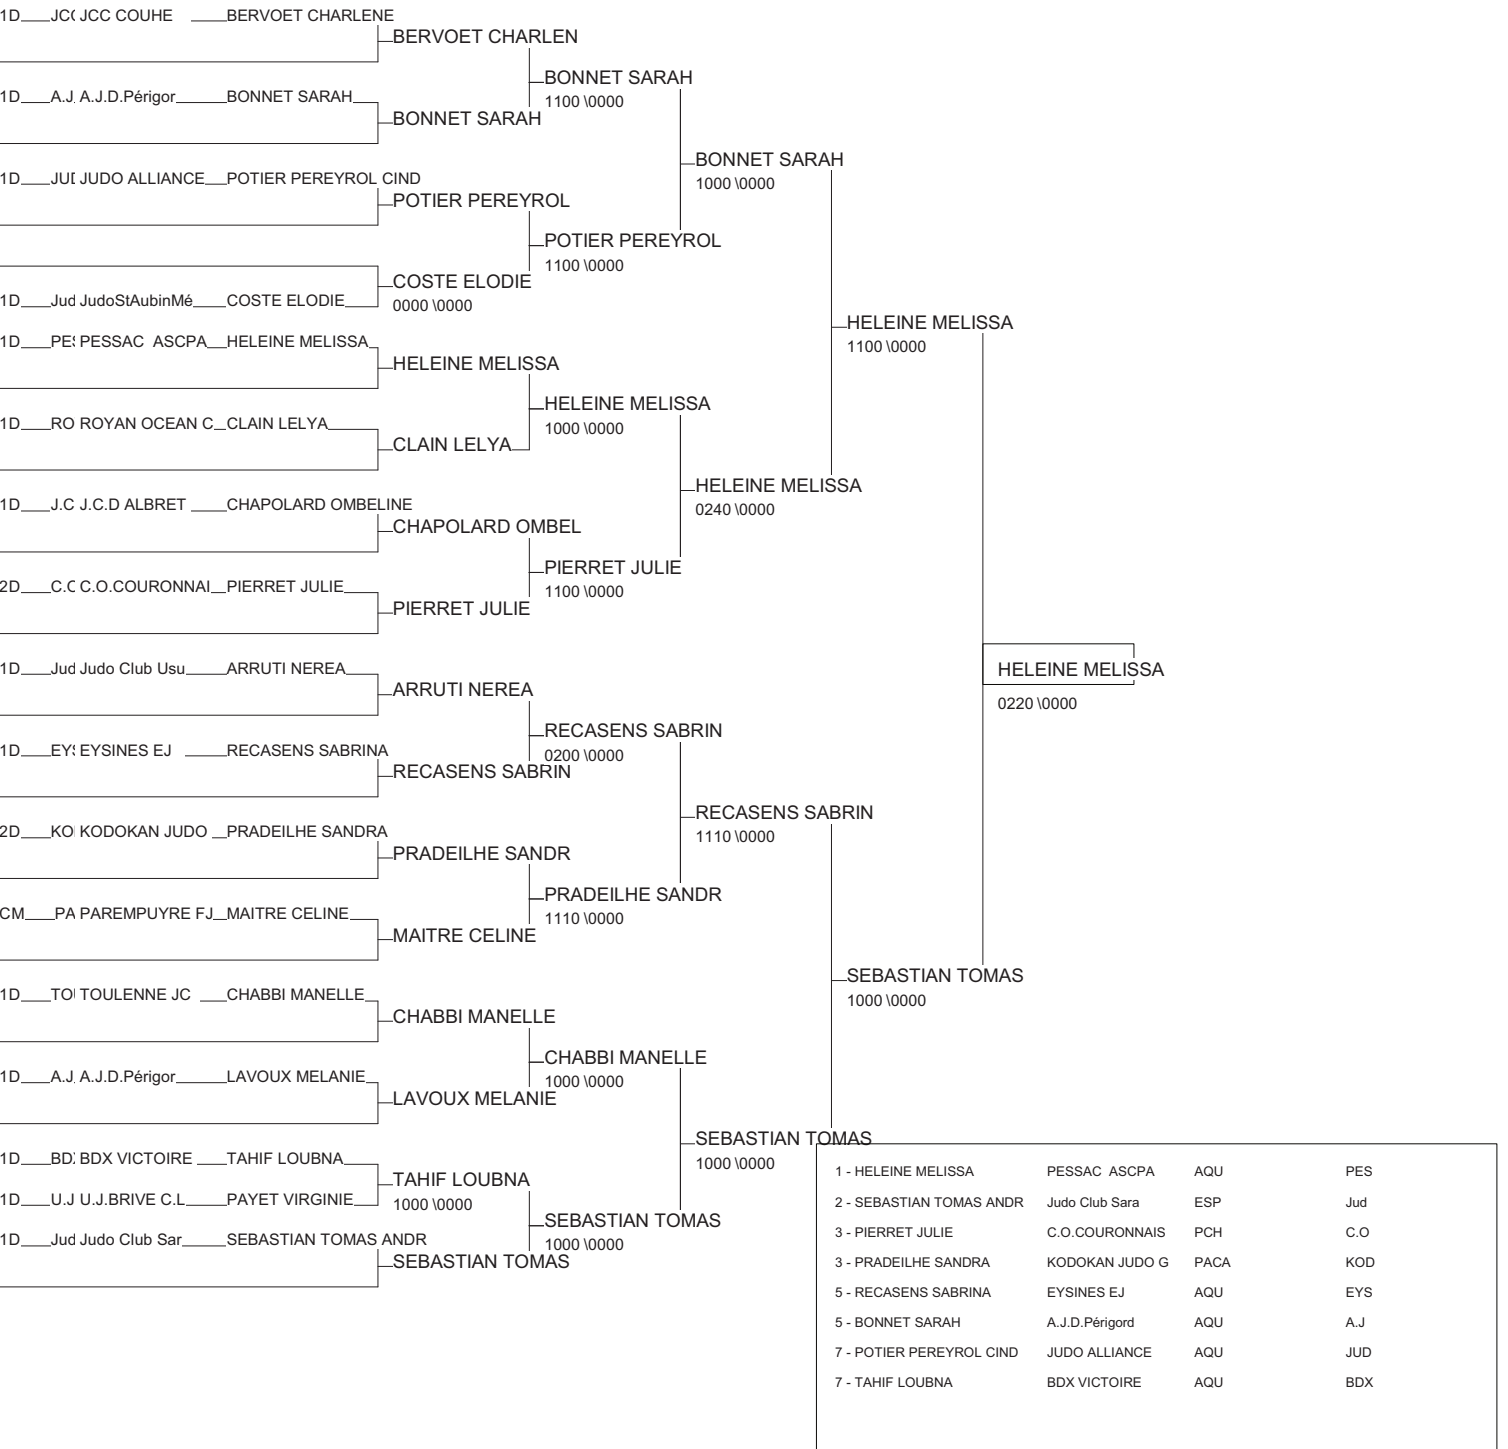 1D JC( JCC COUHE BERVOET CHARLENE
BERVOET CHARLEN
BONNET SARAH
1100 \0000
1D A.J A.J.D.Périgor BONNET SARAH
BONNET SARAH
BONNET SARAH
1000 \0000
1D JUI JUDO ALLIANCE POTIER PEREYROL CIND
POTIER PEREYROL
POTIER PEREYROL
1100 \0000
COSTE ELODIE
0000 \0000
1D Jud JudoStAubinMé COSTE ELODIE
HELEINE MELISSA
1100 \0000
1D PES PESSAC ASCPA HELEINE MELISSA
HELEINE MELISSA
HELEINE MELISSA
1000 \0000
1D RO ROYAN OCEAN C CLAIN LELYA
CLAIN LELYA
HELEINE MELISSA
0240 \0000
1D J.C J.C.D ALBRET CHAPOLARD OMBELINE
CHAPOLARD OMBEL
PIERRET JULIE
1100 \0000
2D C.C C.O.COURONNAI PIERRET JULIE
PIERRET JULIE
HELEINE MELISSA
0220 \0000
1D Jud Judo Club Usu ARRUTI NEREA
ARRUTI NEREA
RECASENS SABRIN
0200 \0000
1D EYS EYSINES EJ RECASENS SABRINA
RECASENS SABRIN
RECASENS SABRIN
1110 \0000
2D KO KODOKAN JUDO PRADEILHE SANDRA
PRADEILHE SANDR
PRADEILHE SANDR
1110 \0000
CM PA PAREMPUYRE FJ MAITRE CELINE
MAITRE CELINE
SEBASTIAN TOMAS
1000 \0000
1D TO TOULENNE JC CHABBI MANELLE
CHABBI MANELLE
CHABBI MANELLE
1000 \0000
1D A.J A.J.D.Périgor LAVOUX MELANIE
LAVOUX MELANIE
SEBASTIAN TOMAS
1000 \0000
1D BD BDX VICTOIRE TAHIF LOUBNA
TAHIF LOUBNA
1000 \0000
1D U.J U.J.BRIVE C.L PAYET VIRGINIE
SEBASTIAN TOMAS
1000 \0000
1D Jud Judo Club Sar SEBASTIAN TOMAS ANDR
SEBASTIAN TOMAS
1 - HELEINE MELISSA PESSAC ASCPA AQU PES
2 - SEBASTIAN TOMAS ANDR Judo Club Sara ESP Jud
3 - PIERRET JULIE C.O.COURONNAIS PCH C.O
3 - PRADEILHE SANDRA KODOKAN JUDO G PACA KOD
5 - RECASENS SABRINA EYSINES EJ AQU EYS
5 - BONNET SARAH A.J.D.Périgord AQU A.J
7 - POTIER PEREYROL CIND JUDO ALLIANCE AQU JUD
7 - TAHIF LOUBNA BDX VICTOIRE AQU BDX